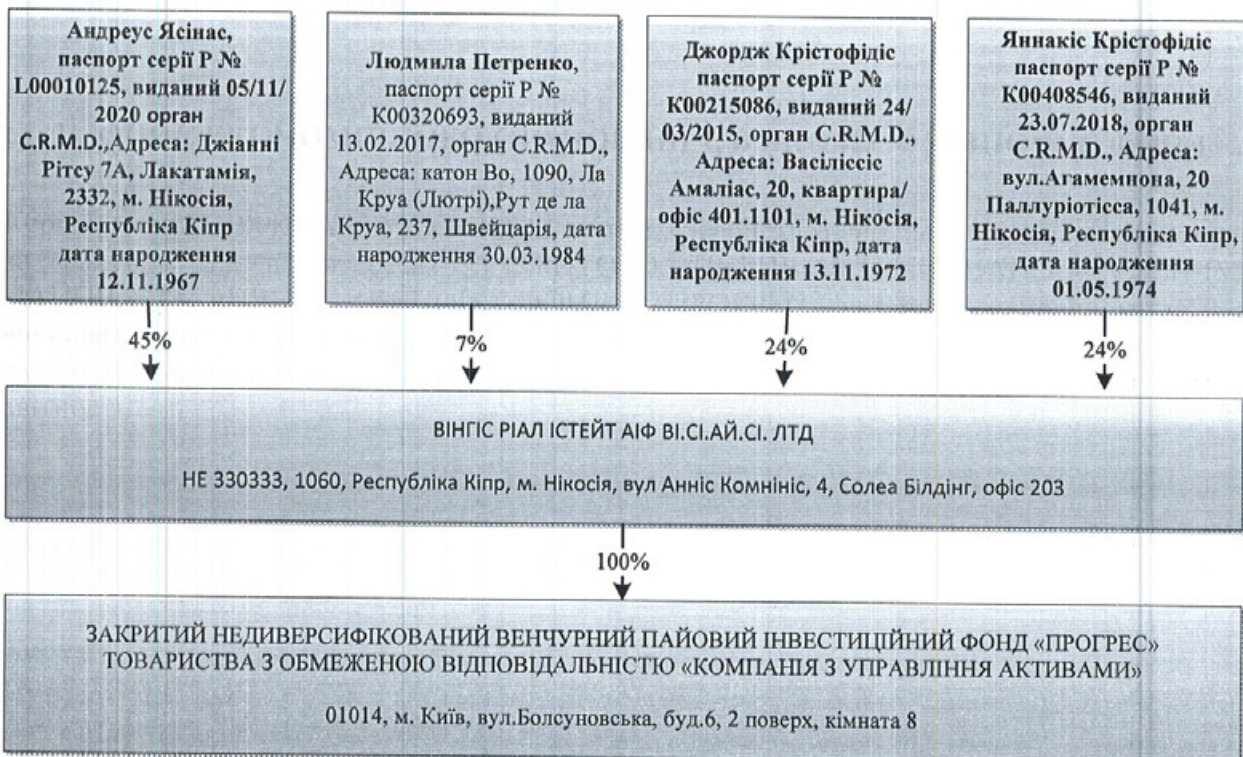 Андреус Ясінас,
паспорт серії Р №
L00010125, виданий 05/11/
2020 орган
C.R.M.D.,Адреса: Джіанні
Рітсу 7А, Лакатамія,
2332, м. Нікосія,
Республіка Кіпр
дата народження
12.11.1967
Людмила Петренко,
паспорт серії Р №
К00320693, виданий
13.02.2017, орган C.R.M.D.,
Адреса: катон Во, 1090, Ла
Круа (Лютрі),Рут де ла
Круа, 237, Швейцарія, дата
народження 30.03.1984
Джордж Крістофідіс
паспорт серії Р №
К00215086, виданий 24/
03/2015, орган C.R.M.D.,
Адреса: Васіліссіс
Амаліас, 20, квартира/
офіс 401.1101, м. Нікосія,
Республіка Кіпр, дата
народження 13.11.1972
Яннакіс Крістофідіс
паспорт серії Р №
К00408546, виданий
23.07.2018, орган
C.R.M.D., Адреса:
вул.Агамемнона, 20
Паллуріотісса, 1041, м.
Нікосія, Республіка Кіпр,
дата народження
01.05.1974
45%
7%
24%
24%
ВІНГІС РІАЛ ІСТЕЙТ АІФ ВІ.СІ.АЙ.СІ. ЛТД
НЕ 330333, 1060, Республіка Кіпр, м. Нікосія, вул Анніс Комнініс, 4, Солеа Білдінг, офіс 203
100%
ЗАКРИТИЙ НЕДИВЕРСИФІКОВАНИЙ ВЕНЧУРНИЙ ПАЙОВИЙ ІНВЕСТИЦІЙНИЙ ФОНД «ПРОГРЕС»
ТОВАРИСТВА З ОБМЕЖЕНОЮ ВІДПОВІДАЛЬНІСТЮ «КОМПАНІЯ З УПРАВЛІННЯ АКТИВАМИ»
01014, м. Київ, вул.Болсуновська, буд.6, 2 поверх, кімната 8